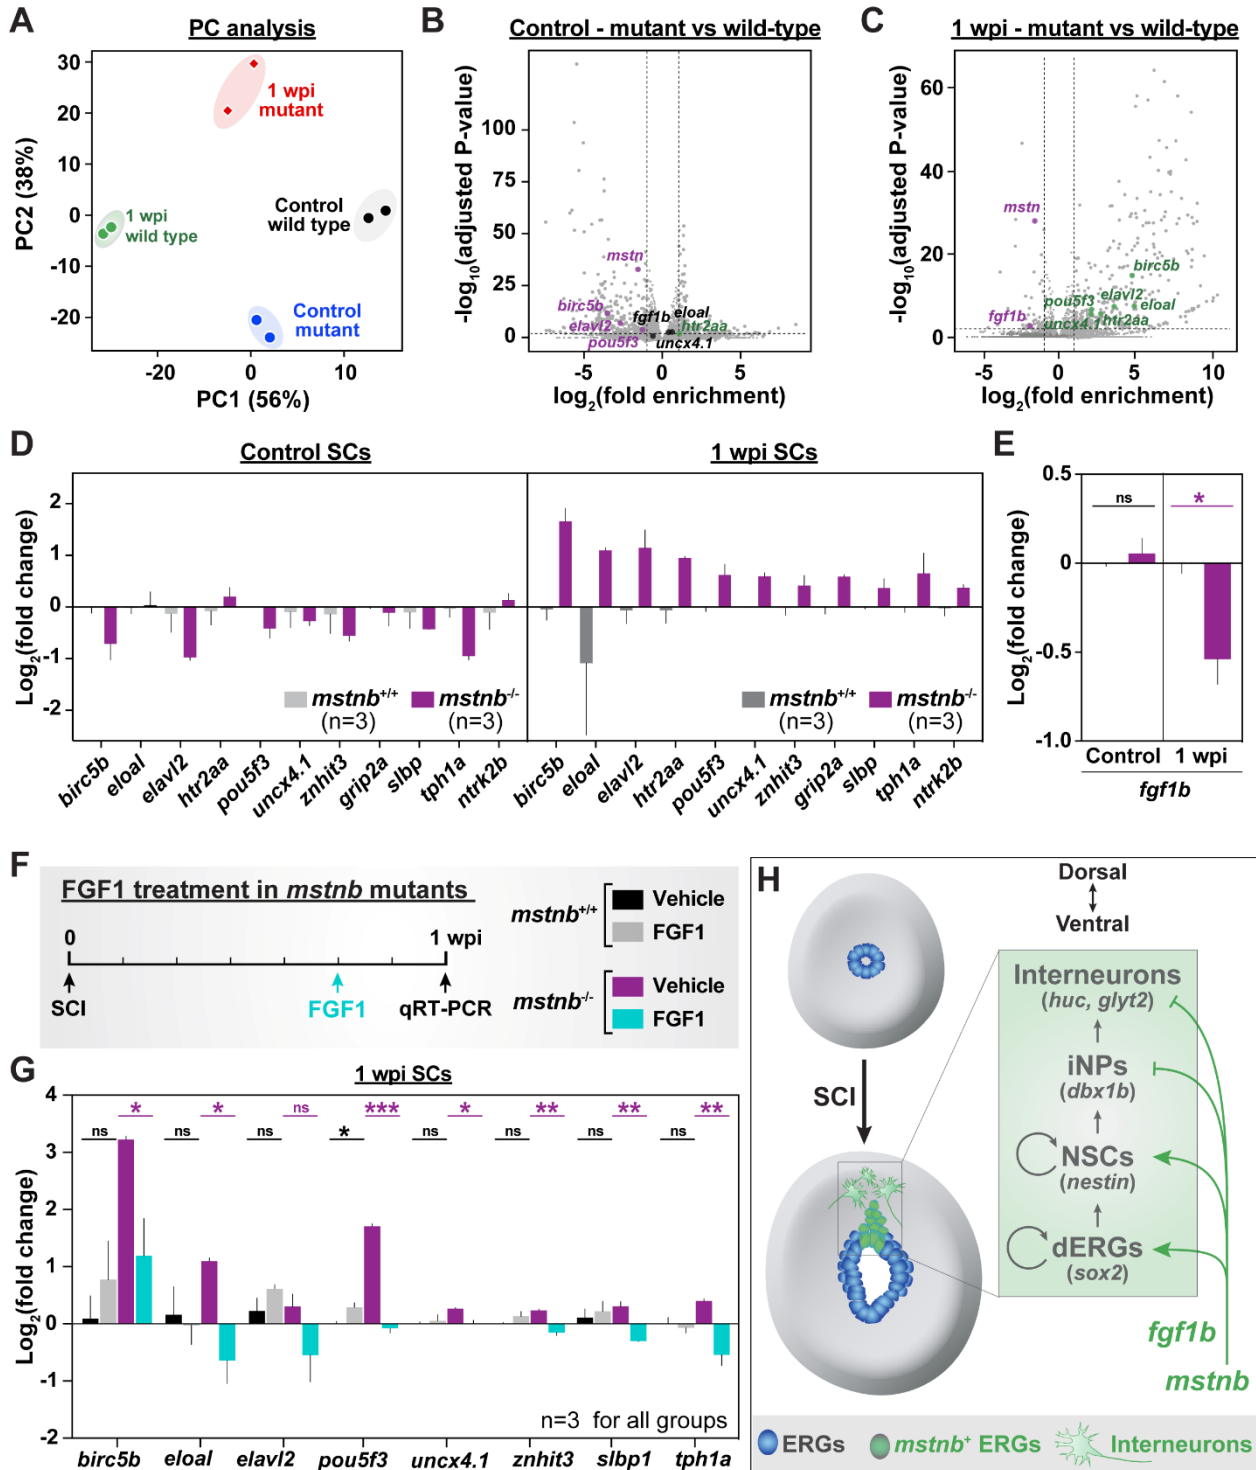 A
PC analysis
30
20
10
0
-10
-20
PC2 (38%)
1 wpi
mutant
Control
wild type
1 wpi
wild type
Control
mutant
-20
0
10
PC1 (56%)
B
Control - mutant vs wild-type
-log10(adjusted P-value)
100
75
50
25
0
mstn
birc5b
elavl2
pou5f3
fgf1b
eloal
htr2aa
uncx4.1
-5
0
5
log2(fold enrichment)
C
1 wpi - mutant vs wild-type
-log10(adjusted P-value)
60
40
20
0
mstn
fgf1b
birc5b
pou5f3
elavl2
eloal
uncx4.1
htr2aa
-5
0
5
10
log2(fold enrichment)
D
Control SCs
1 wpi SCs
Log2(fold change)
2
1
0
-1
-2
mstnb+/+
(n=3)
mstnb-/-
(n=3)
mstnb+/+
(n=3)
mstnb-/-
(n=3)
birc5b
eloal
elavl2
htr2aa
pou5f3
uncx4.1
znhit3
grip2a
slbp
tph1a
ntrk2b
birc5b
eloal
elavl2
htr2aa
pou5f3
uncx4.1
znhit3
grip2a
slbp
tph1a
ntrk2b
E
Log2(fold change)
0.5
0
-0.5
-1.0
ns
*
Control
1 wpi
fgf1b
F
FGF1 treatment in mstnb mutants
0
1 wpi
SCI
FGF1
qRT-PCR
mstnb+/+
Vehicle
FGF1
mstnb-/-
Vehicle
FGF1
G
1 wpi SCs
Log2(fold change)
4
3
2
1
0
-1
-2
ns
*
ns
*
ns
ns
*
***
ns
*
ns
**
ns
**
ns
**
n=3 for all groups
birc5b
eloal
elavl2
pou5f3
uncx4.1
znhit3
slbp1
tph1a
H
Dorsal
Ventral
SCI
Interneurons
(huc, glyt2)
iNPs
(dbx1b)
NSCs
(nestin)
dERGs
(sox2)
fgf1b
mstnb
ERGs
mstnb+ ERGs
Interneurons